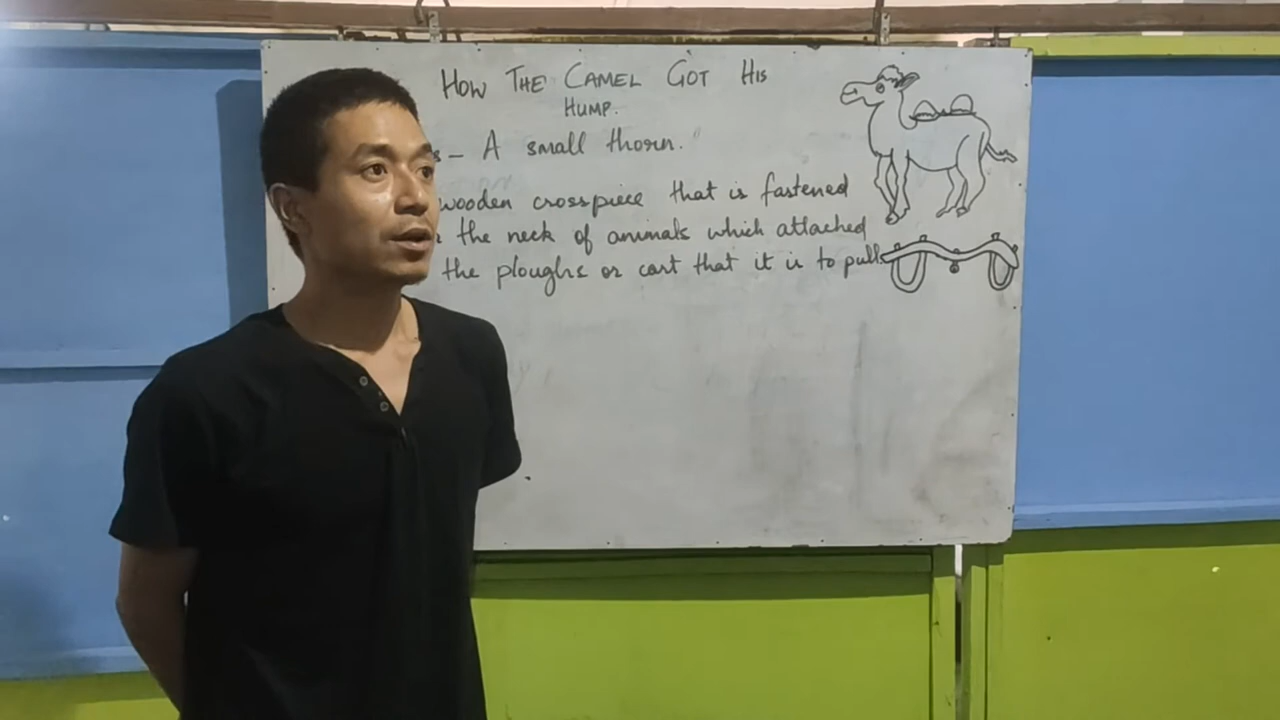 HOW THE CAMEL GOT HIS
HUMP.
s – A small thorn."
wooden crosspiece that is fastened
the neck of animals which attached
the ploughs or cart that it is to pull